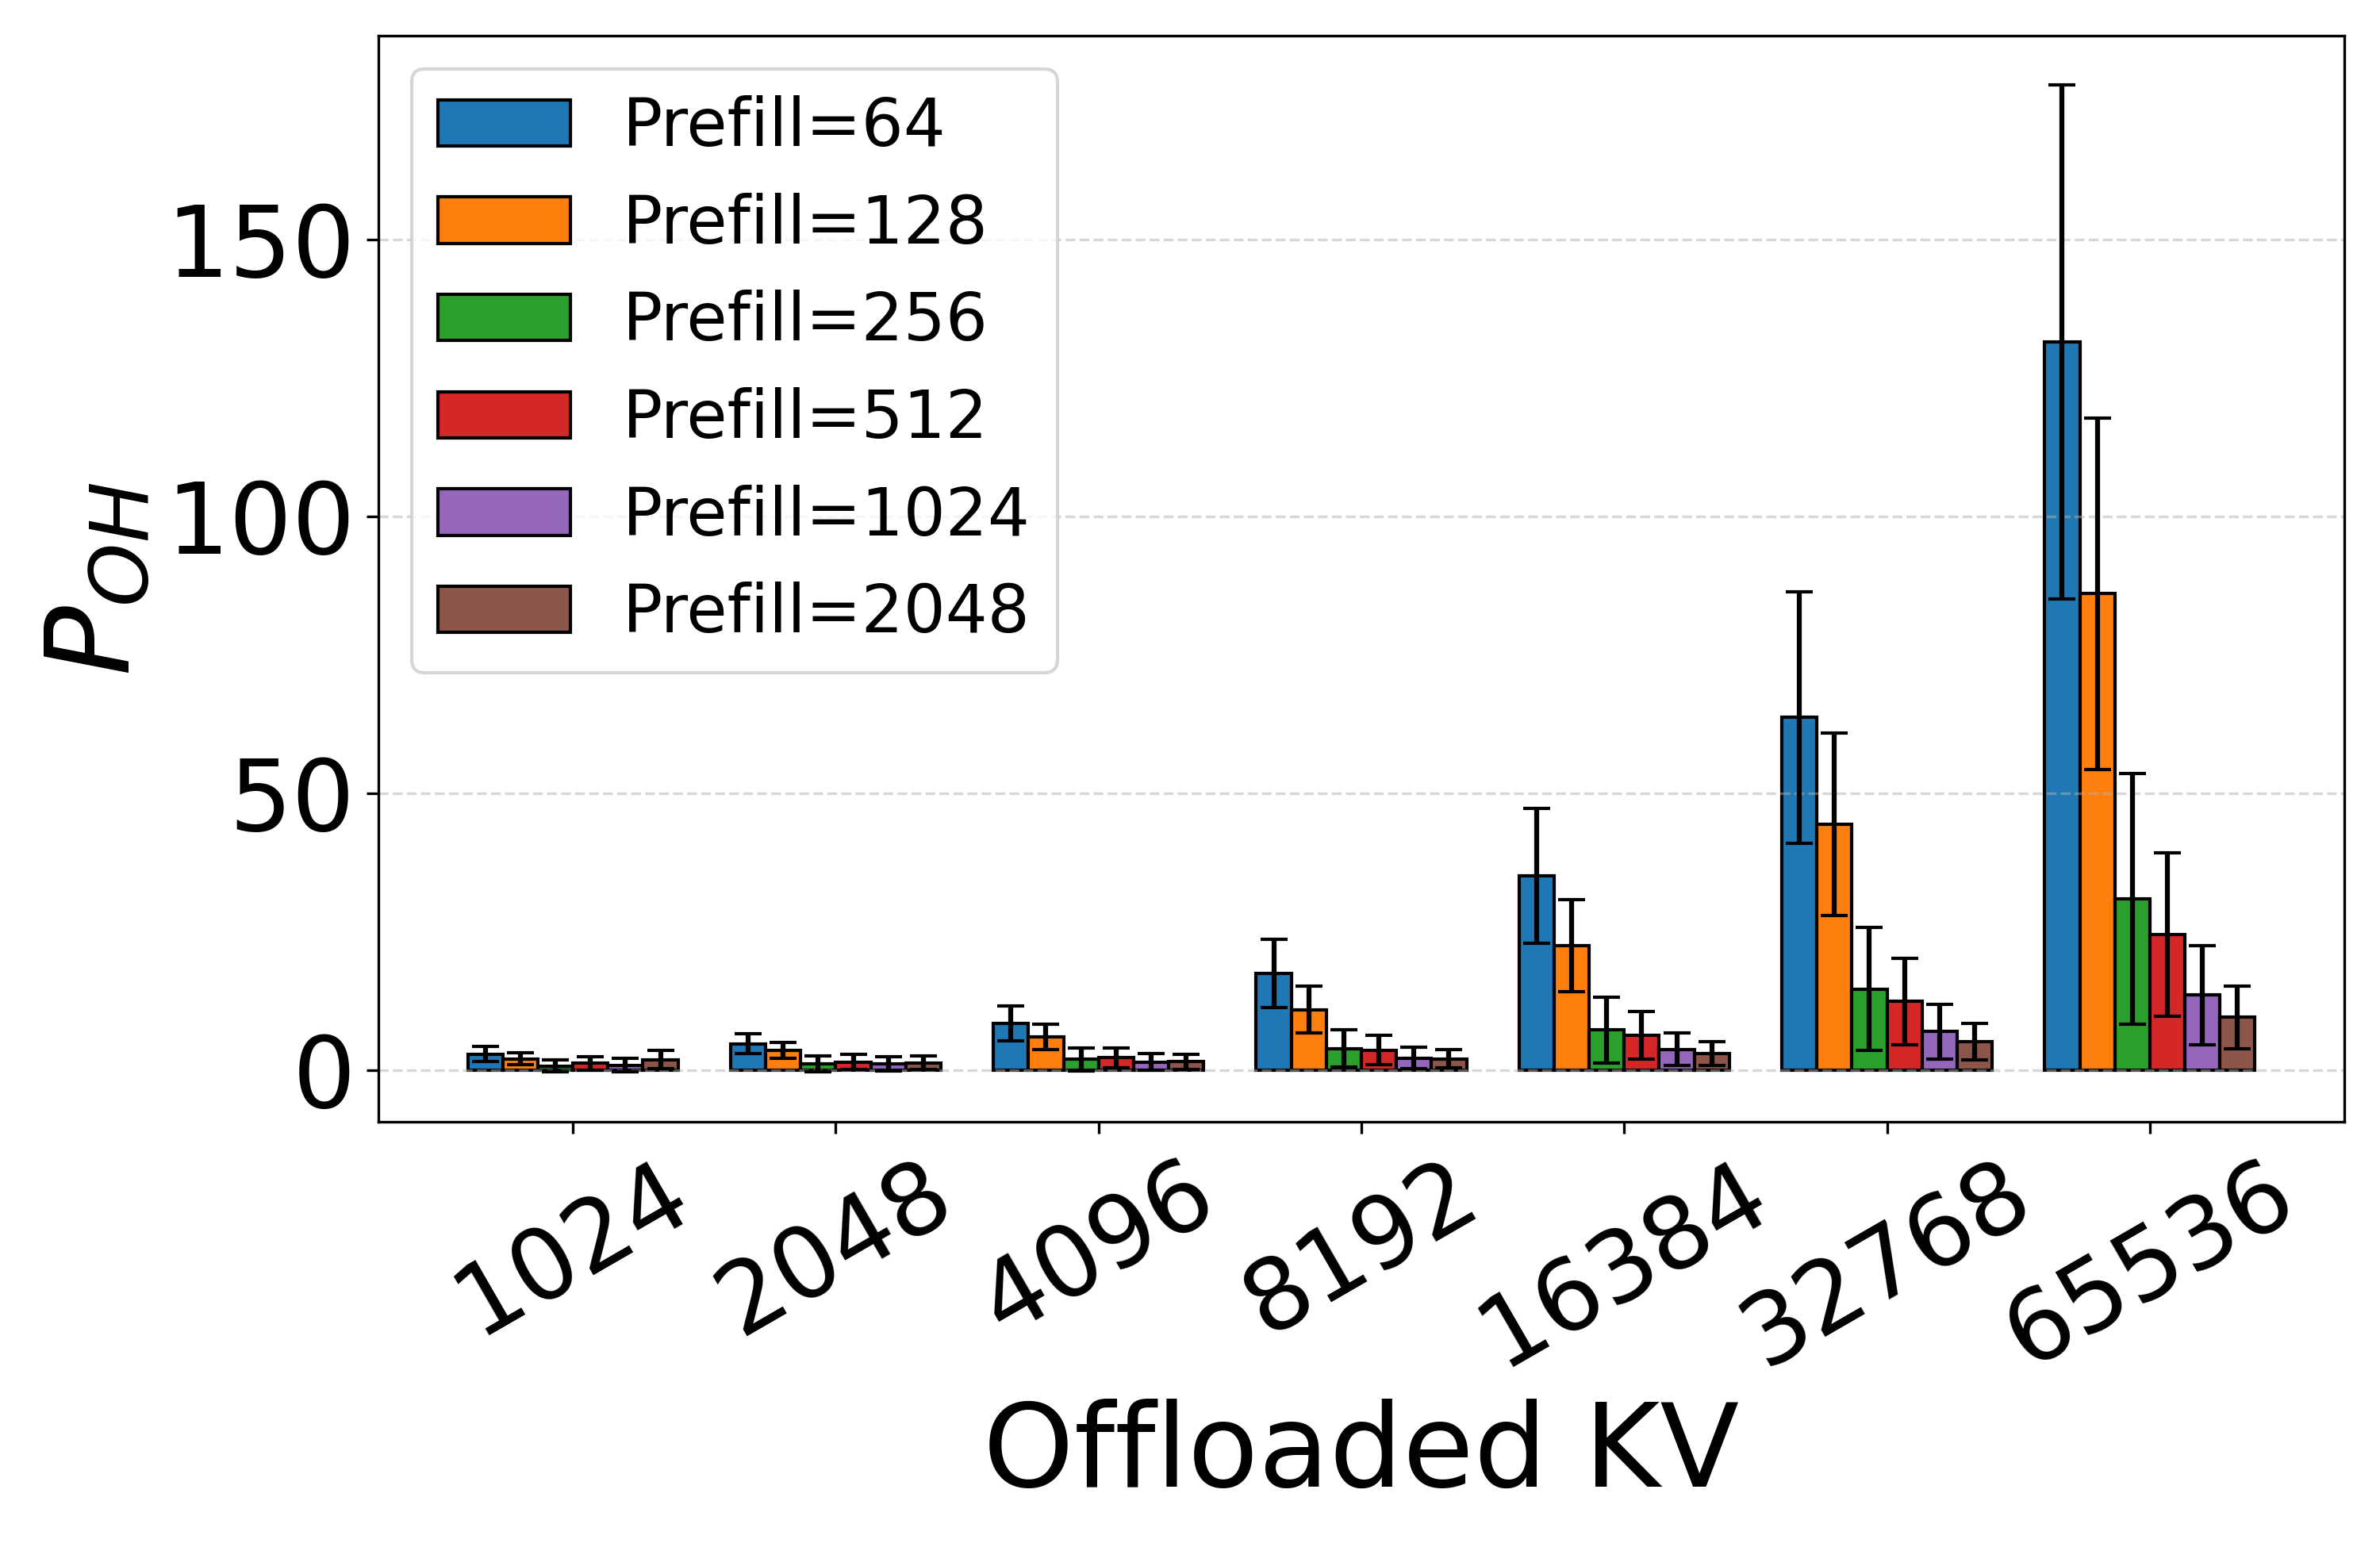 Prefill=64
Prefill=128
Prefill=256
Prefill=512
Prefill=1024
Prefill=2048
150
100
50
0
P_OH
1024 2048 4096 8192 16384 32768 65536
Offloaded KV